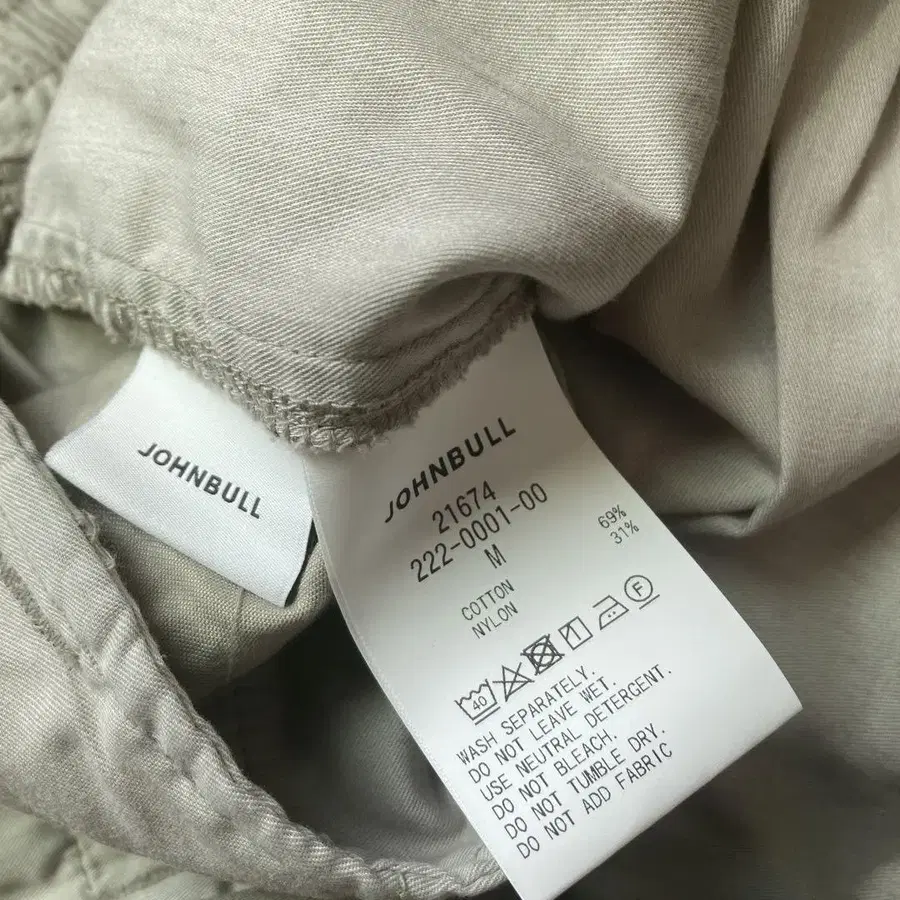 JOHNBULL
JOHNBULL
21674
222-0001-00
M
COTTON 69%
NYLON 31%
40 F
WASH SEPARATELY.
DO NOT LEAVE WET.
USE NEUTRAL DETERGENT.
DO NOT BLEACH.
DO NOT TUMBLE DRY.
DO NOT ADD FABRIC